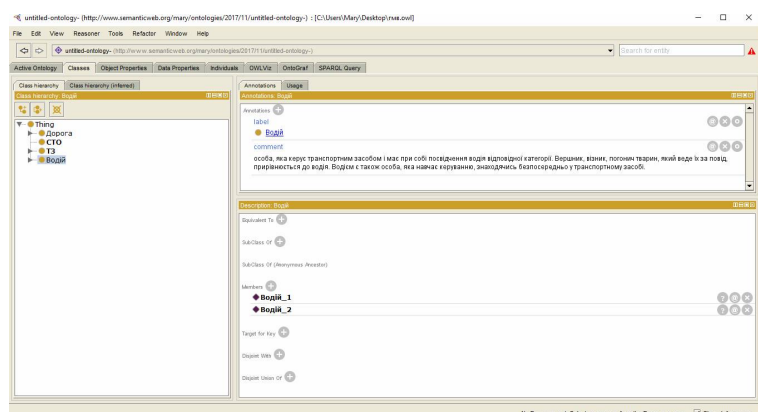 untitled-ontology- (http://www.semanticweb.org/mary/ontologies/2017/11/untitled-ontology-) : [C:\Users\Mary\Desktop\пив.owl]
File Edit View Reasoner Tools Refactor Window Help
untitled-ontology- (http://www.semanticweb.org/mary/ontologies/2017/11/untitled-ontology-)
Search for entity
Active Ontology Classes Object Properties Data Properties Individuals OWLViz OntoGraf SPARQL Query
Class hierarchy Class hierarchy (inferred)
Class hierarchy: Водій
Thing
Дорога
СТО
ТЗ
Водій
Annotations Usage
Annotations: Водій
Annotations
label
Водій
comment
особа, яка керує транспортним засобом і має при собі посвідчення водія відповідної категорії. Вершник, візник, погонич тварин, який веде їх за повід,
прирівнюється до водія. Водієм є також особа, яка навчає керуванню, знаходячись безпосередньо у транспортному засобі.
Description: Водій
Equivalent To
SubClass Of
SubClass Of (Anonymous Ancestor)
Members
Водій_1
Водій_2
Target for Key
Disjoint With
Disjoint Union Of